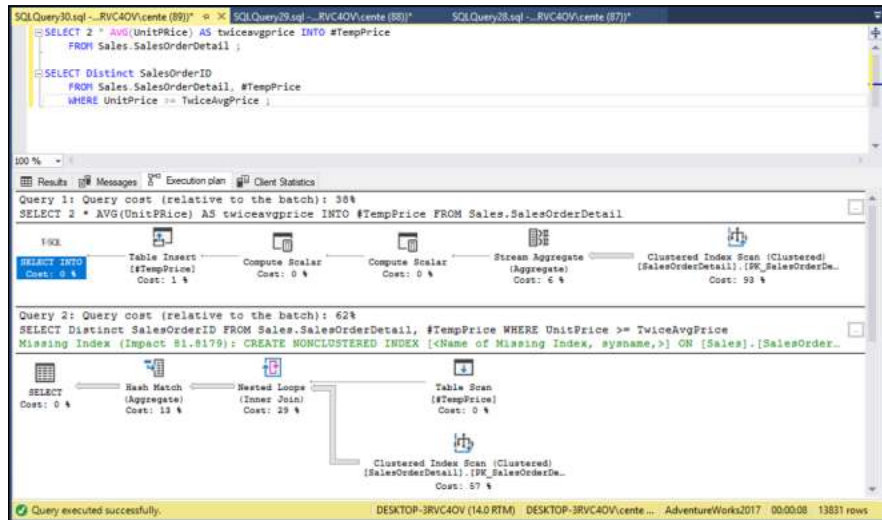 SQLQuery30.sql -...RVC4OV\cente (89))* SQLQuery29.sql -...RVC4OV\cente (88))* SQLQuery28.sql -...RVC4OV\cente (87))*
SELECT 2 * AVG(UnitPRice) AS twiceavgprice INTO #TempPrice
FROM Sales.SalesOrderDetail ;
SELECT Distinct SalesOrderID
FROM Sales.SalesOrderDetail, #TempPrice
WHERE UnitPrice >= TwiceAvgPrice ;
100 %
Results Messages Execution plan Client Statistics
Query 1: Query cost (relative to the batch): 38%
SELECT 2 * AVG(UnitPRice) AS twiceavgprice INTO #TempPrice FROM Sales.SalesOrderDetail
T-SQL
SELECT INTO
Cost: 0 %
Table Insert
[#TempPrice]
Cost: 1 %
Compute Scalar
Cost: 0 %
Compute Scalar
Cost: 0 %
Stream Aggregate
(Aggregate)
Cost: 6 %
Clustered Index Scan (Clustered)
[SalesOrderDetail].[PK_SalesOrderDe…
Cost: 93 %
Query 2: Query cost (relative to the batch): 62%
SELECT Distinct SalesOrderID FROM Sales.SalesOrderDetail, #TempPrice WHERE UnitPrice >= TwiceAvgPrice
Missing Index (Impact 81.8179): CREATE NONCLUSTERED INDEX [<Name of Missing Index, sysname,>] ON [Sales].[SalesOrder…
SELECT
Cost: 0 %
Hash Match
(Aggregate)
Cost: 13 %
Nested Loops
(Inner Join)
Cost: 29 %
Table Scan
[#TempPrice]
Cost: 0 %
Clustered Index Scan (Clustered)
[SalesOrderDetail].[PK_SalesOrderDe…
Cost: 57 %
Query executed successfully. DESKTOP-3RVC4OV (14.0 RTM) DESKTOP-3RVC4OV\cente ... AdventureWorks2017 00:00:08 13831 rows